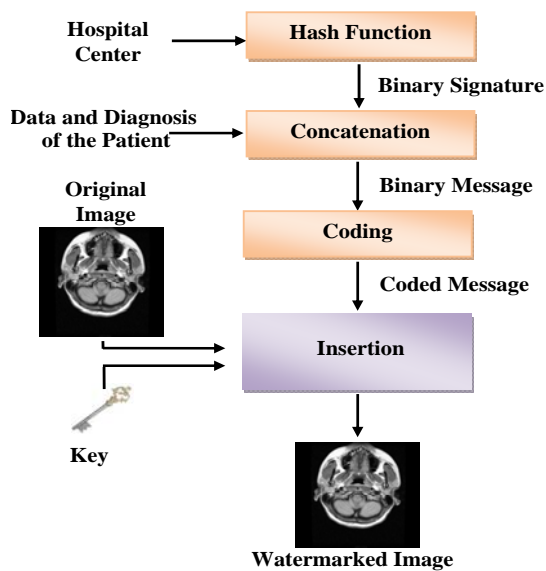 Hospital
Center
Hash Function
Binary Signature
Data and Diagnosis
of the Patient
Concatenation
Binary Message
Original
Image
Coding
Coded Message
Insertion
Key
Watermarked Image